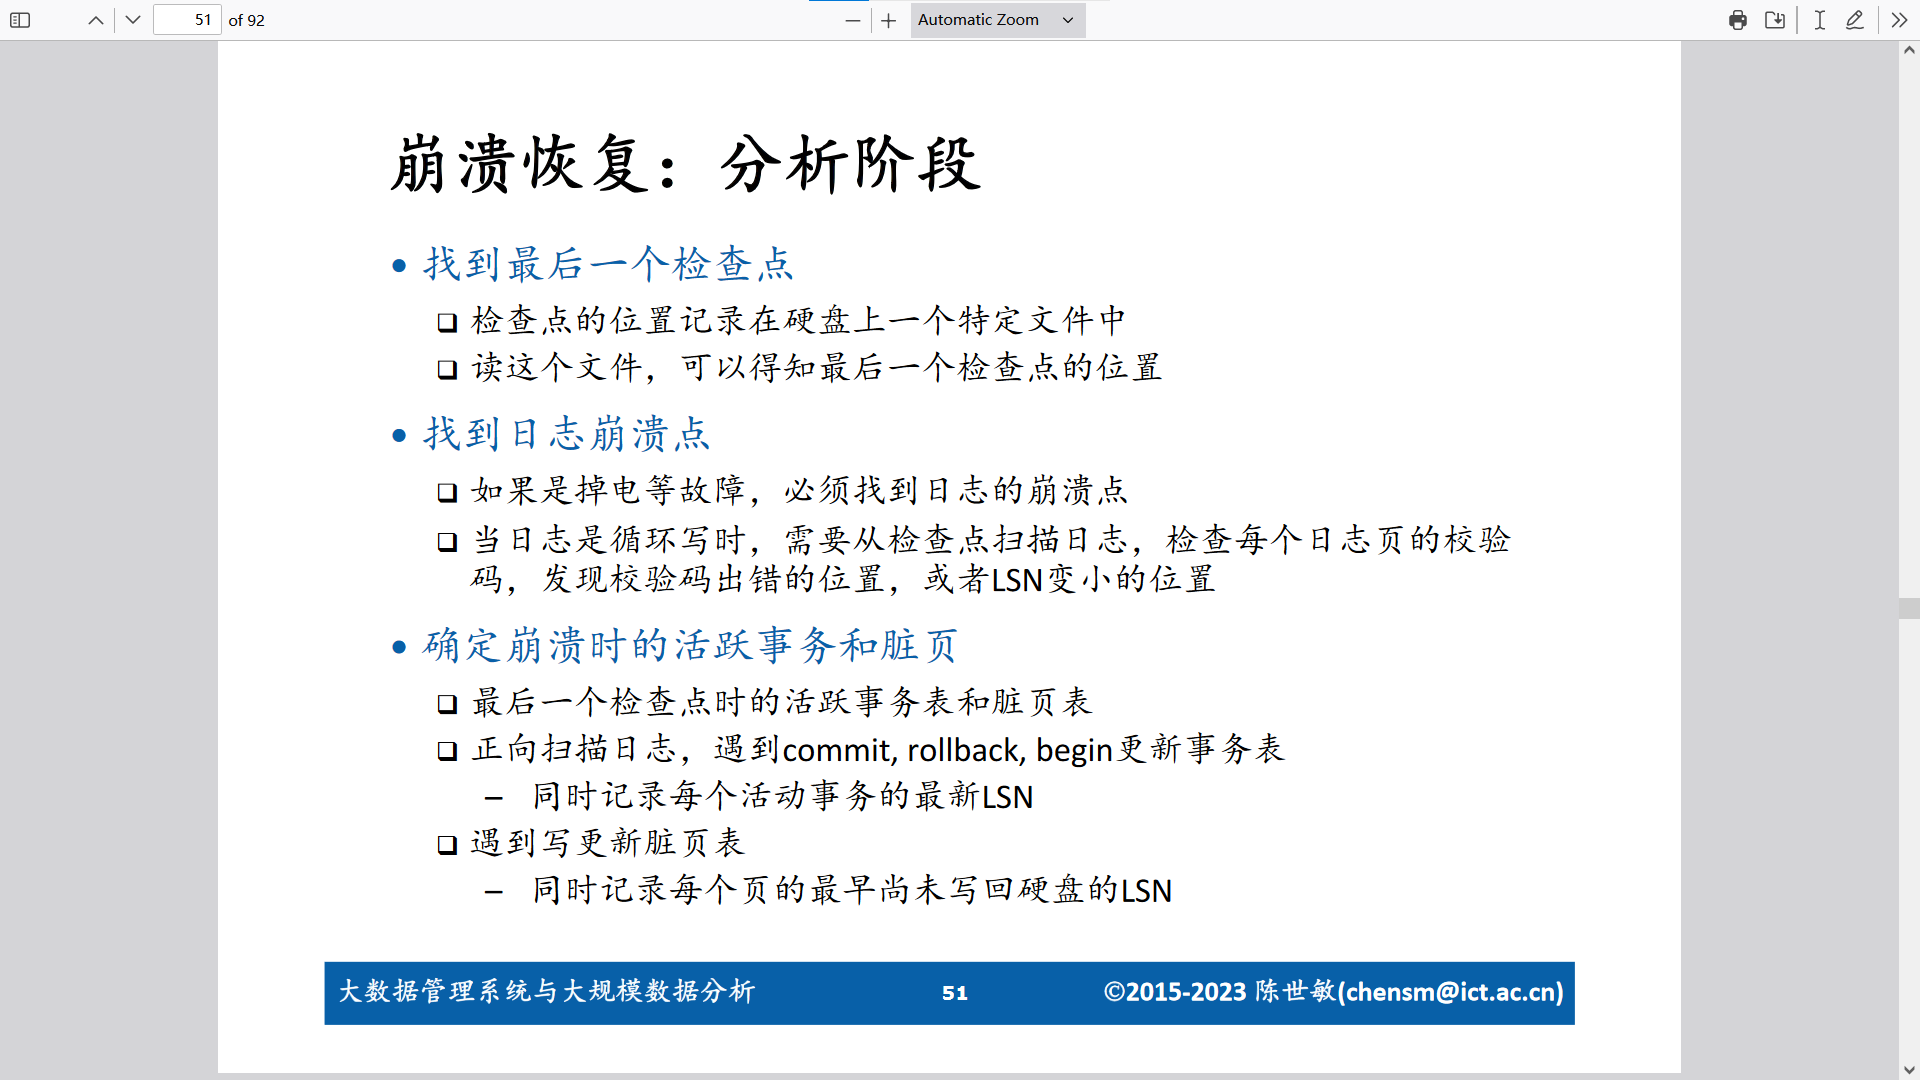 51 of 92 Automatic Zoom
崩溃恢复：分析阶段
• 找到最后一个检查点
❑ 检查点的位置记录在硬盘上一个特定文件中
❑ 读这个文件，可以得知最后一个检查点的位置
• 找到日志崩溃点
❑ 如果是掉电等故障，必须找到日志的崩溃点
❑ 当日志是循环写时，需要从检查点扫描日志，检查每个日志页的校验
码，发现校验码出错的位置，或者LSN变小的位置
• 确定崩溃时的活跃事务和脏页
❑ 最后一个检查点时的活跃事务表和脏页表
❑ 正向扫描日志，遇到commit, rollback, begin更新事务表
– 同时记录每个活动事务的最新LSN
❑ 遇到写更新脏页表
– 同时记录每个页的最早尚未写回硬盘的LSN
大数据管理系统与大规模数据分析 51 ©2015-2023 陈世敏(chensm@ict.ac.cn)